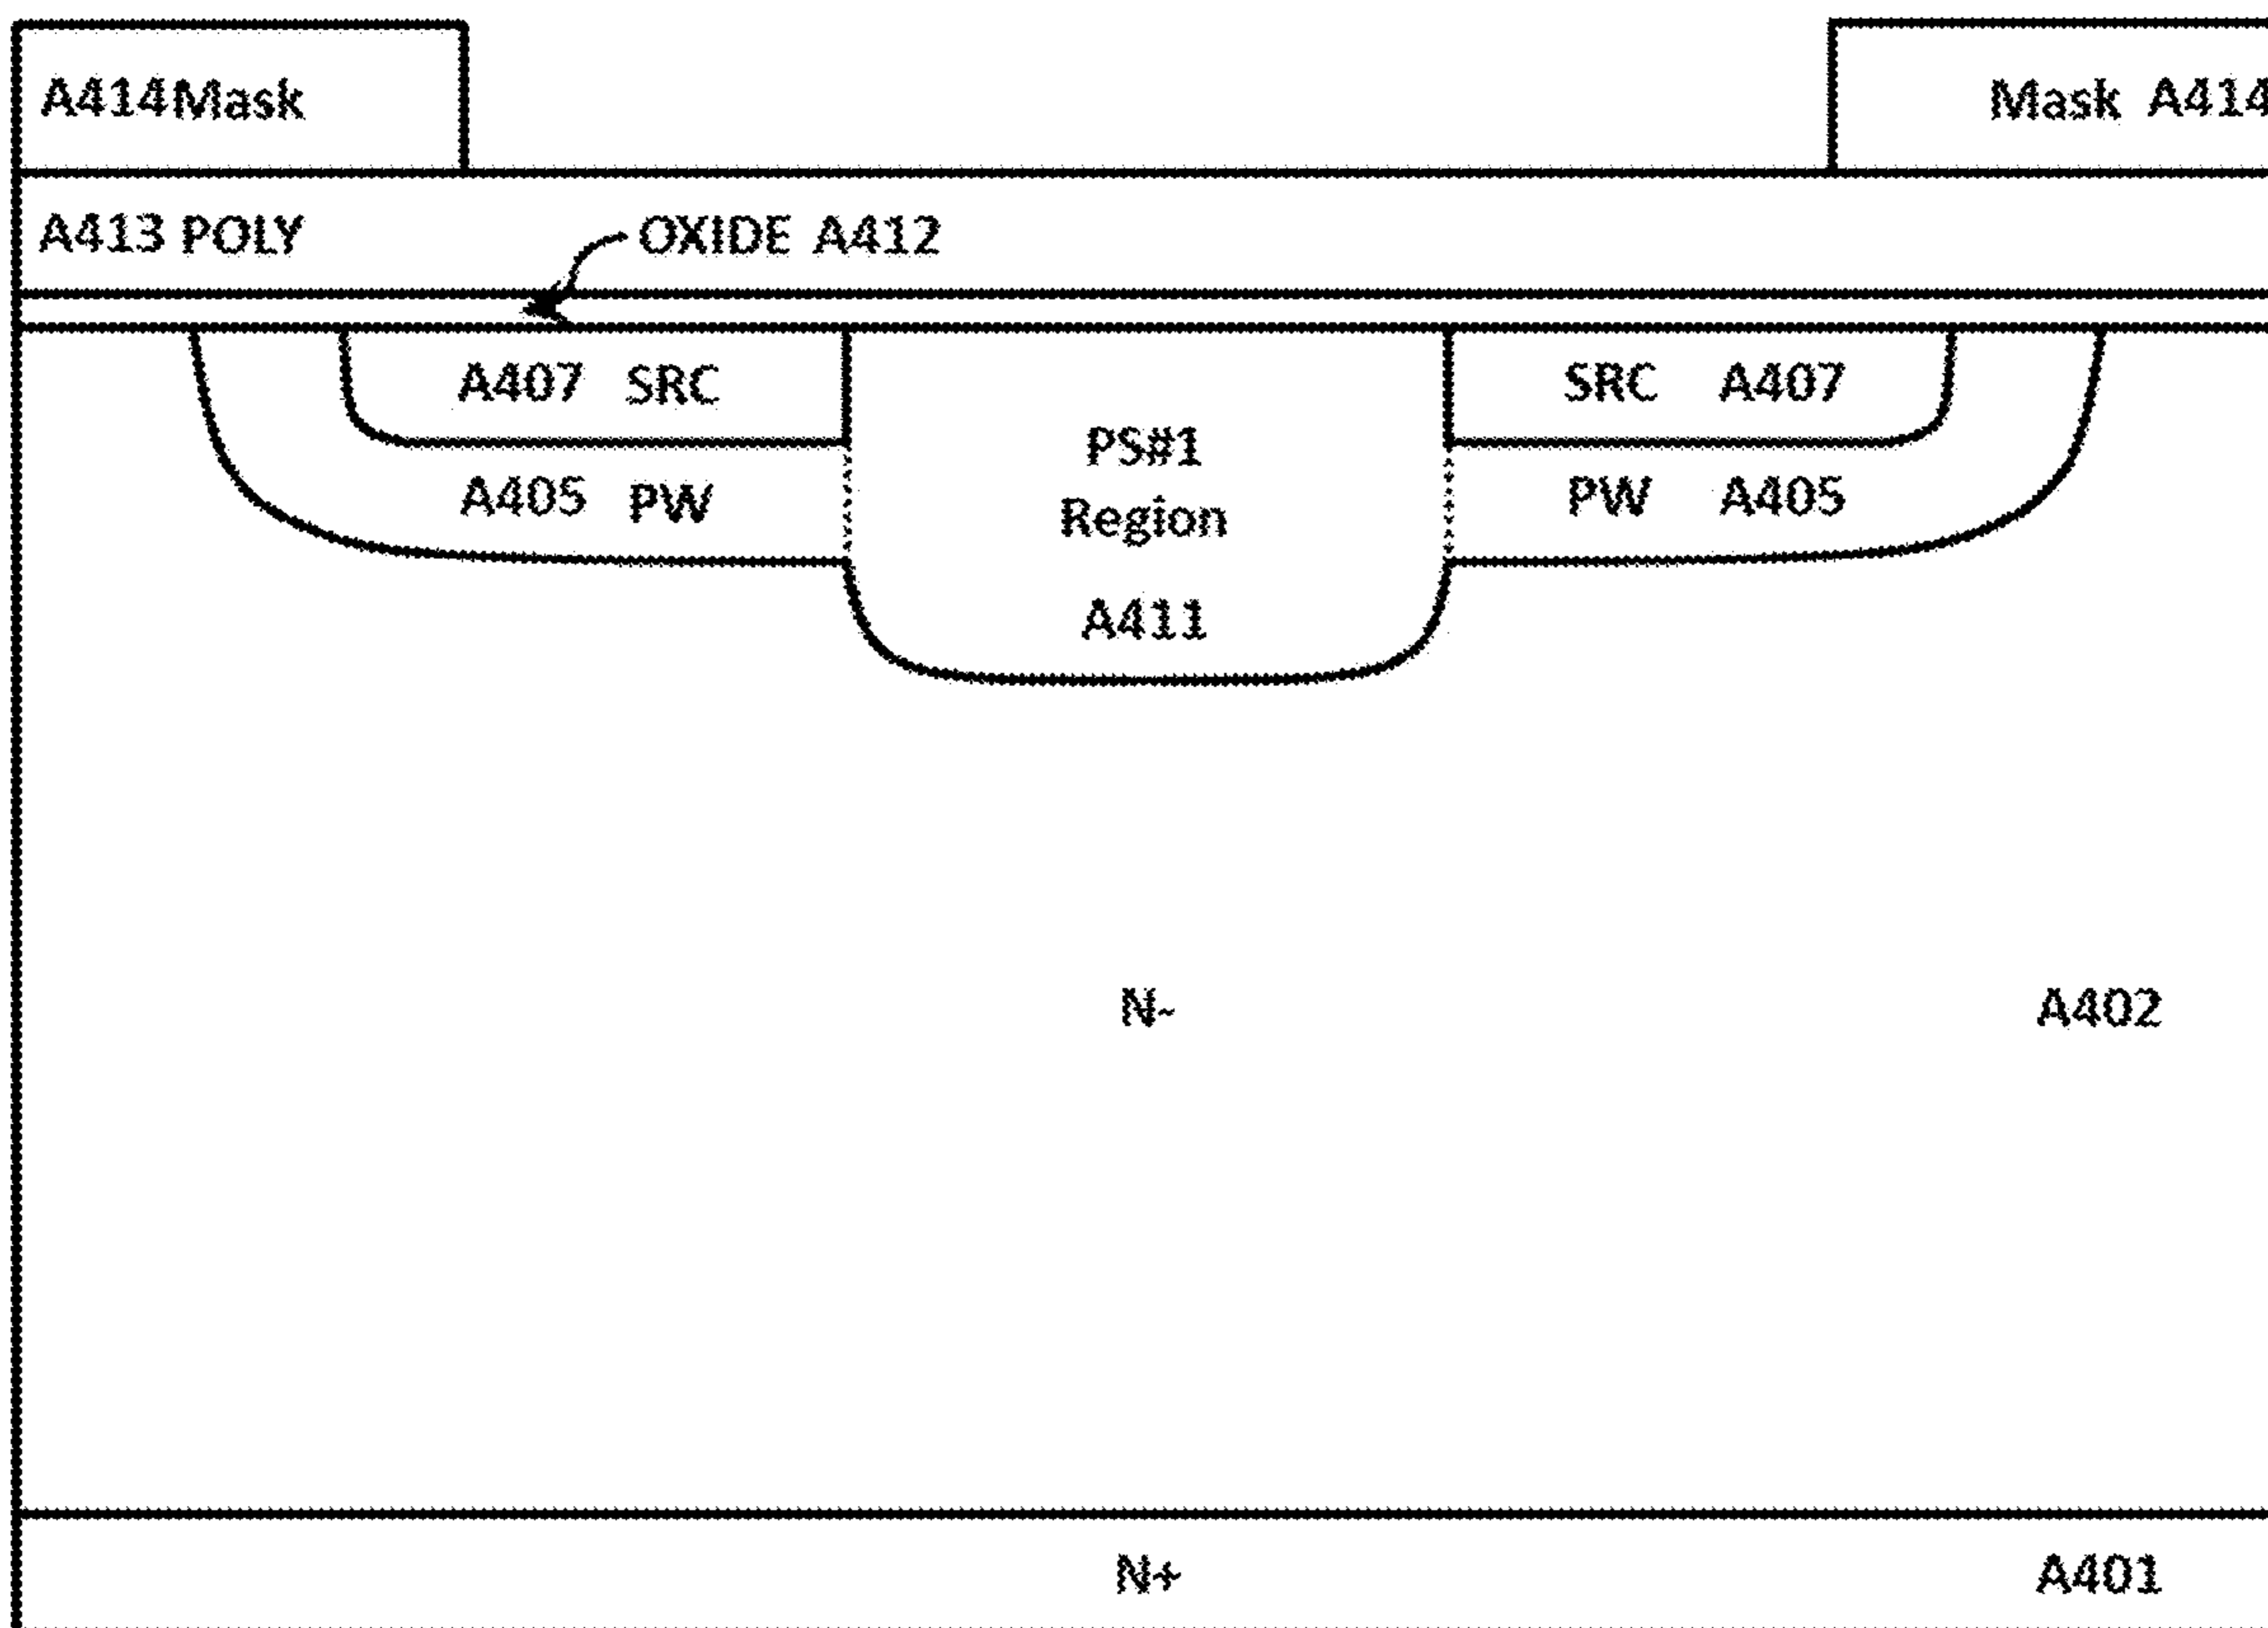 A414Mask
Mask A414
A413 POLY
OXIDE A412
A407 SRC
SRC A407
PS#1
Region
A411
A405 PW
PW A405
N-
A402
N+
A401